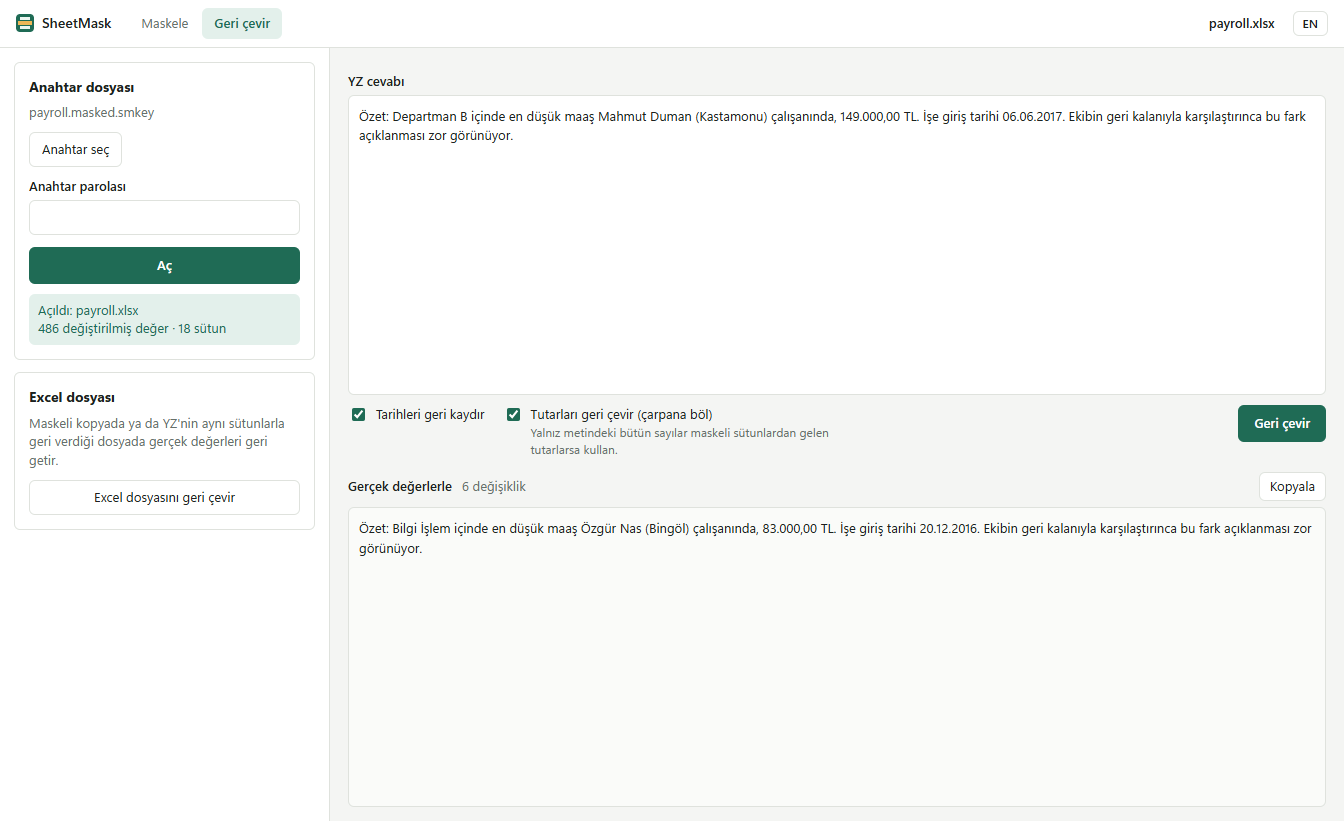 SheetMask
Maskele
Geri çevir
payroll.xlsx
EN
Anahtar dosyası
payroll.masked.smkey
Anahtar seç
Anahtar parolası
Aç
Açıldı: payroll.xlsx
486 değiştirilmiş değer · 18 sütun
Excel dosyası
Maskeli kopyada ya da YZ'nin aynı sütunlarla
geri verdiği dosyada gerçek değerleri geri
getir.
Excel dosyasını geri çevir
YZ cevabı
Özet: Departman B içinde en düşük maaş Mahmut Duman (Kastamonu) çalışanında, 149.000,00 TL. İşe giriş tarihi 06.06.2017. Ekibin geri kalanıyla karşılaştırınca bu fark
açıklanması zor görünüyor.
Tarihleri geri kaydır
Tutarları geri çevir (çarpana böl)
Yalnız metindeki bütün sayılar maskeli sütunlardan gelen
tutarlarsa kullan.
Geri çevir
Gerçek değerlerle 6 değişiklik
Kopyala
Özet: Bilgi İşlem içinde en düşük maaş Özgür Nas (Bingöl) çalışanında, 83.000,00 TL. İşe giriş tarihi 20.12.2016. Ekibin geri kalanıyla karşılaştırınca bu fark açıklanması zor
görünüyor.